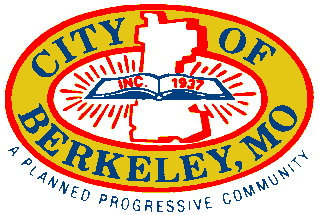 CITY OF
INC. 1937
BERKELEY, MO
A PLANNED PROGRESSIVE COMMUNITY